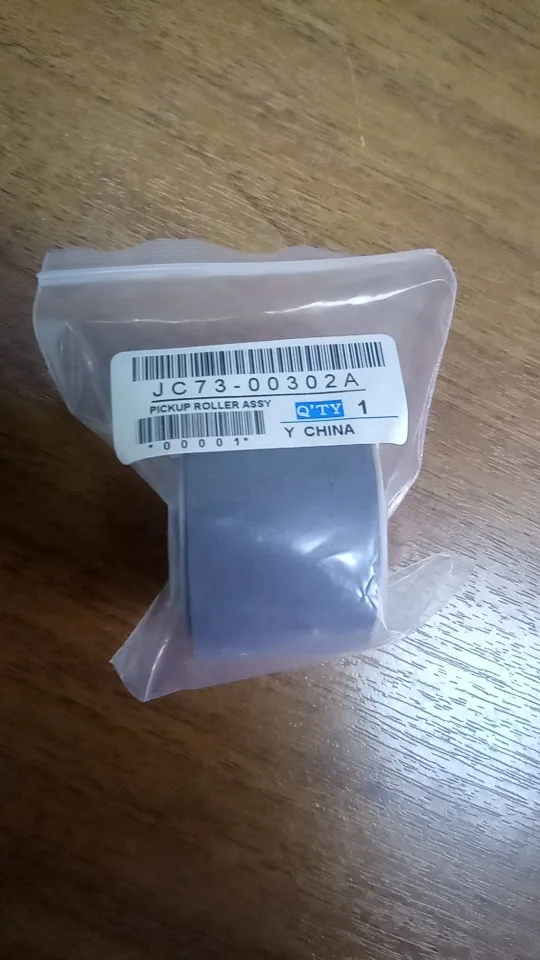 JC73-00302A
PICKUP ROLLER ASSY
Q'TY 1
*00001*
Y CHINA